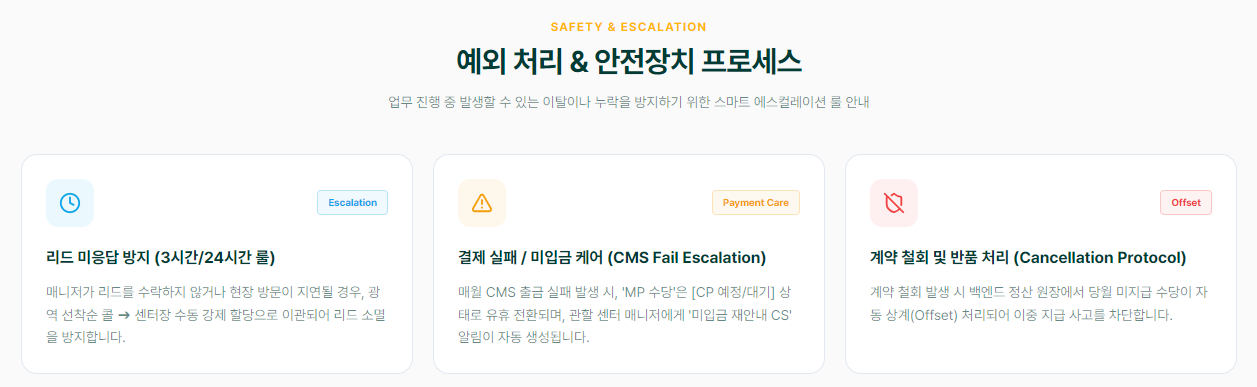 SAFETY & ESCALATION
예외 처리 & 안전장치 프로세스
업무 진행 중 발생할 수 있는 이탈이나 누락을 방지하기 위한 스마트 에스컬레이션 룰 안내
Escalation
리드 미응답 방지 (3시간/24시간 룰)
매니저가 리드를 수락하지 않거나 현장 방문이 지연될 경우, 광
역 선착순 콜 ➔ 센터장 수동 강제 할당으로 이관되어 리드 소멸
을 방지합니다.
Payment Care
결제 실패 / 미입금 케어 (CMS Fail Escalation)
매월 CMS 출금 실패 발생 시, 'MP 수당'은 [CP 예정/대기] 상
태로 유휴 전환되며, 관할 센터 매니저에게 '미입금 재안내 CS'
알림이 자동 생성됩니다.
Offset
계약 철회 및 반품 처리 (Cancellation Protocol)
계약 철회 발생 시 백엔드 정산 원장에서 당월 미지급 수당이 자
동 상계(Offset) 처리되어 이중 지급 사고를 차단합니다.